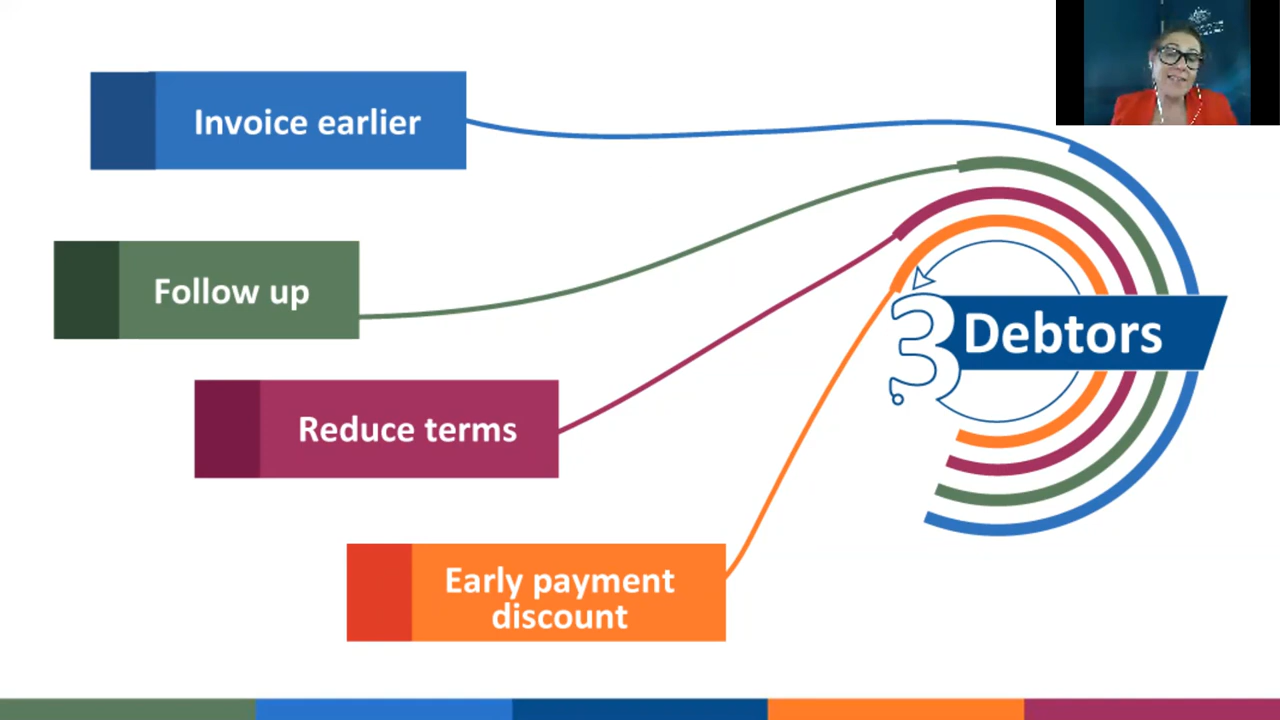 Invoice earlier
Follow up
3 Debtors
Reduce terms
Early payment
discount